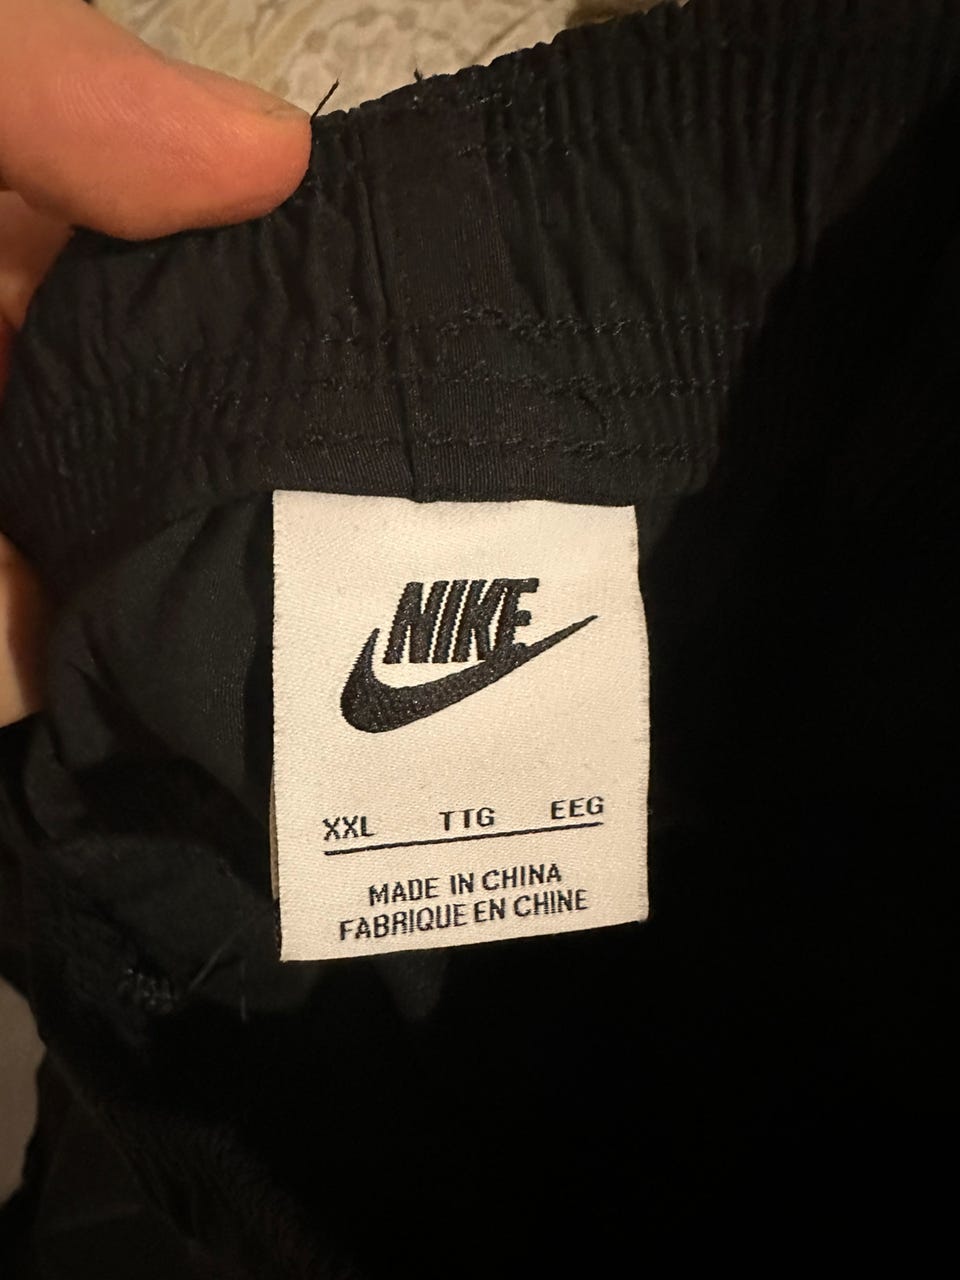 NIKE
XXL TTG EEG
MADE IN CHINA
FABRIQUE EN CHINE